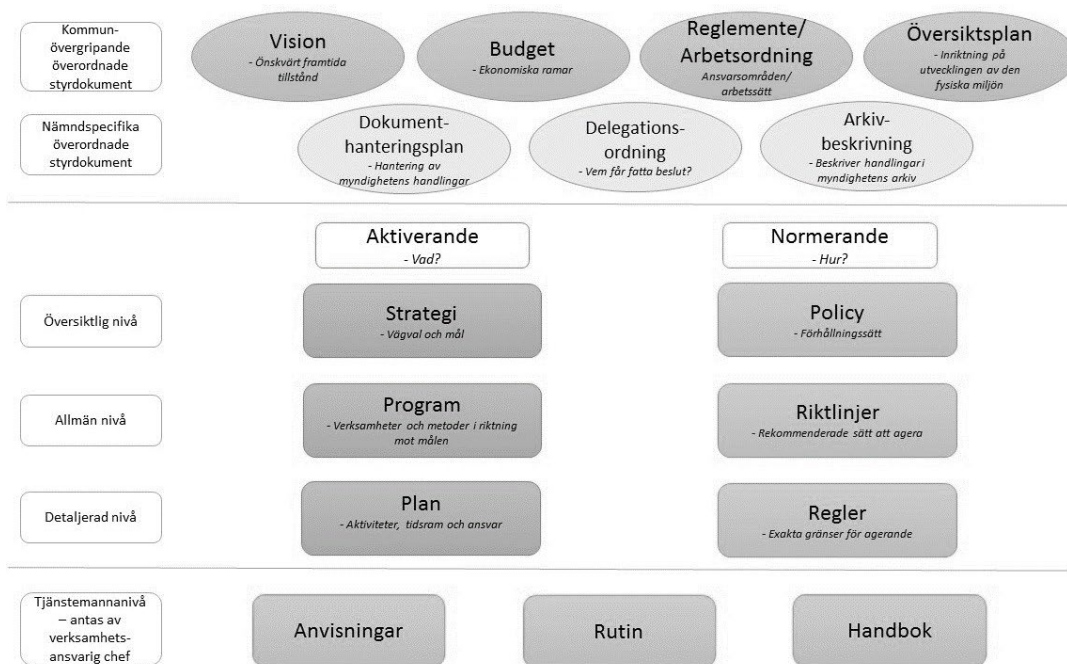 Kommun-
övergripande
överordnade
styrdokument
Vision
- Önskvärt framtida
tillstånd
Budget
- Ekonomiska ramar
Reglemente/
Arbetsordning
Ansvarsområden/
arbetssätt
Översiktsplan
- Inriktning på
utvecklingen av den
fysiska miljön
Nämndspecifika
överordnade
styrdokument
Dokument-
hanteringsplan
- Hantering av
myndighetens handlingar
Delegations-
ordning
- Vem får fatta beslut?
Arkiv-
beskrivning
- Beskriver handlingar i
myndighetens arkiv
Aktiverande
- Vad?
Normerande
- Hur?
Översiktlig nivå
Strategi
- Vägval och mål
Policy
- Förhållningssätt
Allmän nivå
Program
- Verksamheter och metoder i riktning
mot målen
Riktlinjer
- Rekommenderade sätt att agera
Detaljerad nivå
Plan
- Aktiviteter, tidsram och ansvar
Regler
- Exakta gränser för agerande
Tjänstemannanivå
– antas av
verksamhets-
ansvarig chef
Anvisningar
Rutin
Handbok